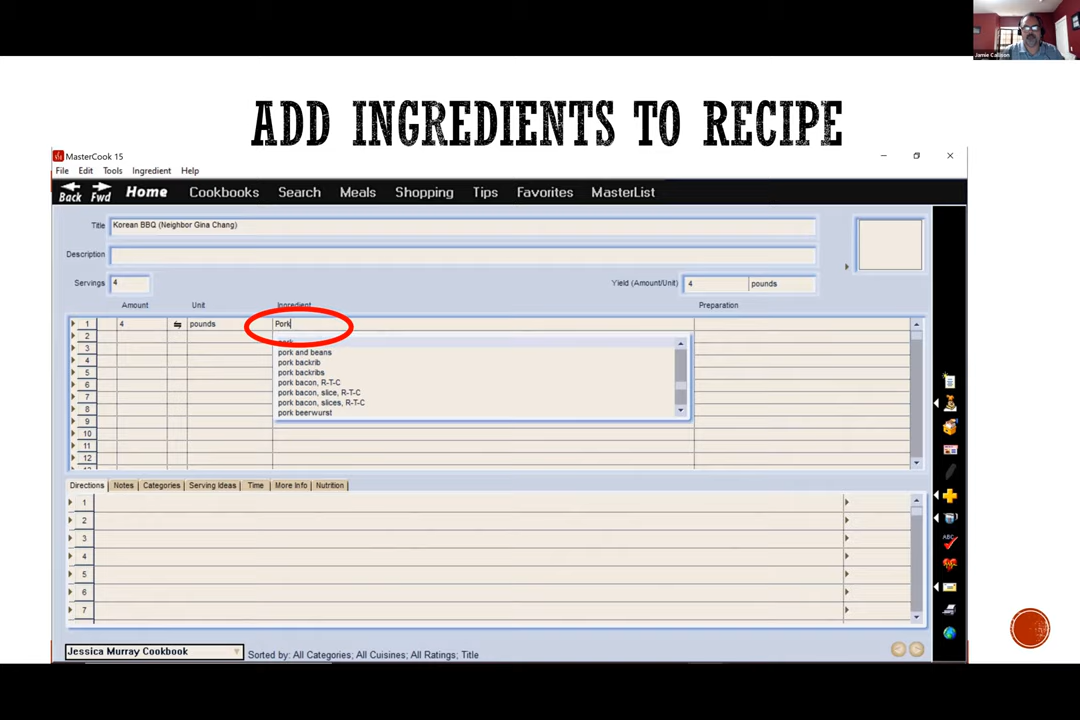 Jamie Callison
ADD INGREDIENTS TO RECIPE
MasterCook 15
File Edit Tools Ingredient Help
Back Fwd Home Cookbooks Search Meals Shopping Tips Favorites MasterList
Title Korean BBQ (Neighbor Gina Chang)
Description
Servings 4 Yield (Amount/Unit) 4 pounds
Amount Unit Ingredient Preparation
1 4 pounds Pork
2 pork
3 pork and beans
4 pork backrib
5 pork backribs
6 pork bacon, R-T-C
7 pork bacon, slice, R-T-C
8 pork bacon, slices, R-T-C
9 pork beerwurst
10
11
12
Directions Notes Categories Serving Ideas Time More Info Nutrition
1
2
3
4
5
6
7
ABC
Jessica Murray Cookbook Sorted by: All Categories; All Cuisines; All Ratings; Title